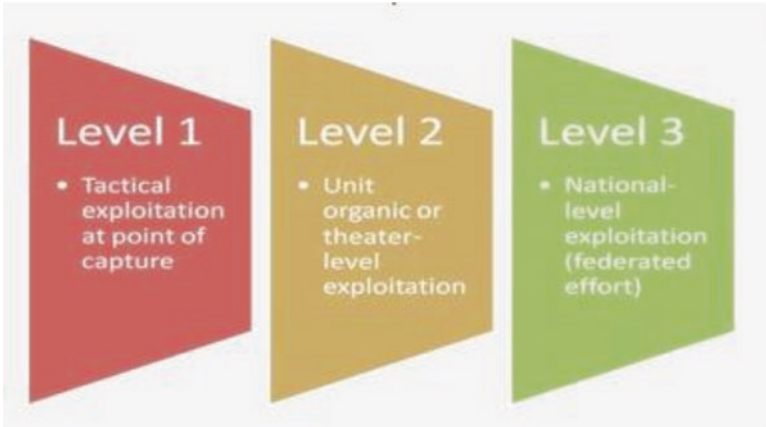 Level 1
• Tactical
exploitation
at point of
capture
Level 2
• Unit
organic or
theater-
level
exploitation
Level 3
• National-
level
exploitation
(federated
effort)